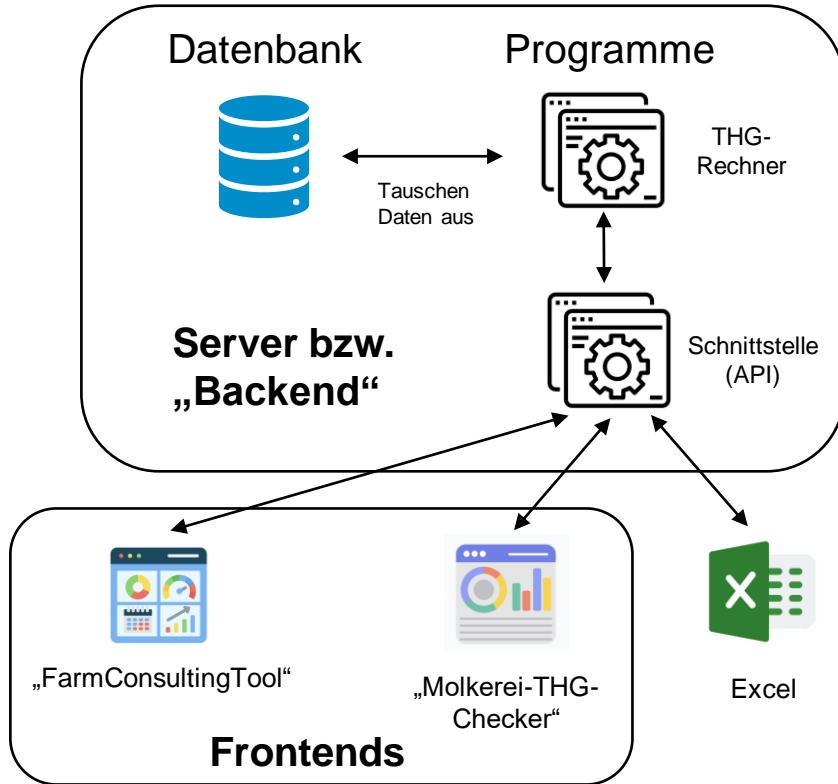 Datenbank
Programme
THG-
Rechner
Tauschen
Daten aus
Server bzw.
„Backend“
Schnittstelle
(API)
„FarmConsultingTool“
„Molkerei-THG-
Checker“
Excel
Frontends